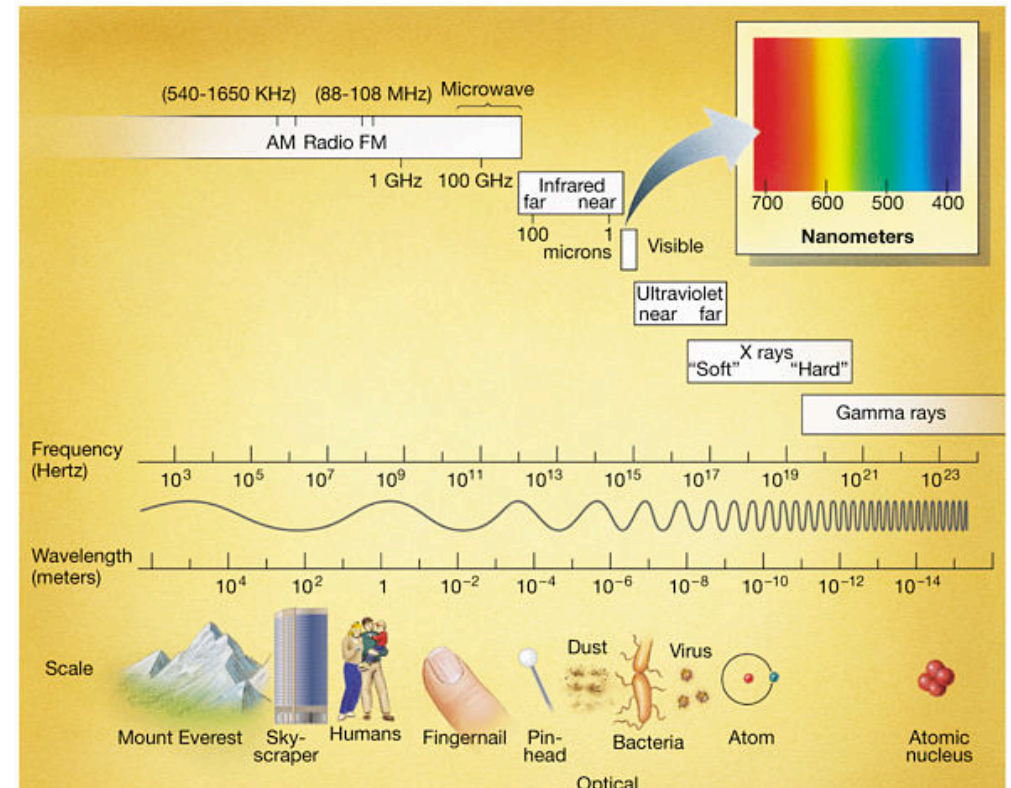 (540-1650 KHz) (88-108 MHz) Microwave
AM Radio FM
1 GHz 100 GHz
Infrared
far near
100 1
microns
Visible
700 600 500 400
Nanometers
Ultraviolet
near far
X rays
“Soft” “Hard”
Gamma rays
Frequency
(Hertz)
10³ 10⁵ 10⁷ 10⁹ 10¹¹ 10¹³ 10¹⁵ 10¹⁷ 10¹⁹ 10²¹ 10²³
Wavelength
(meters)
10⁴ 10² 1 10⁻² 10⁻⁴ 10⁻⁶ 10⁻⁸ 10⁻¹⁰ 10⁻¹² 10⁻¹⁴
Scale
Dust
Virus
Mount Everest
Sky-
scraper
Humans
Fingernail
Pin-
head
Bacteria
Atom
Atomic
nucleus
Optical